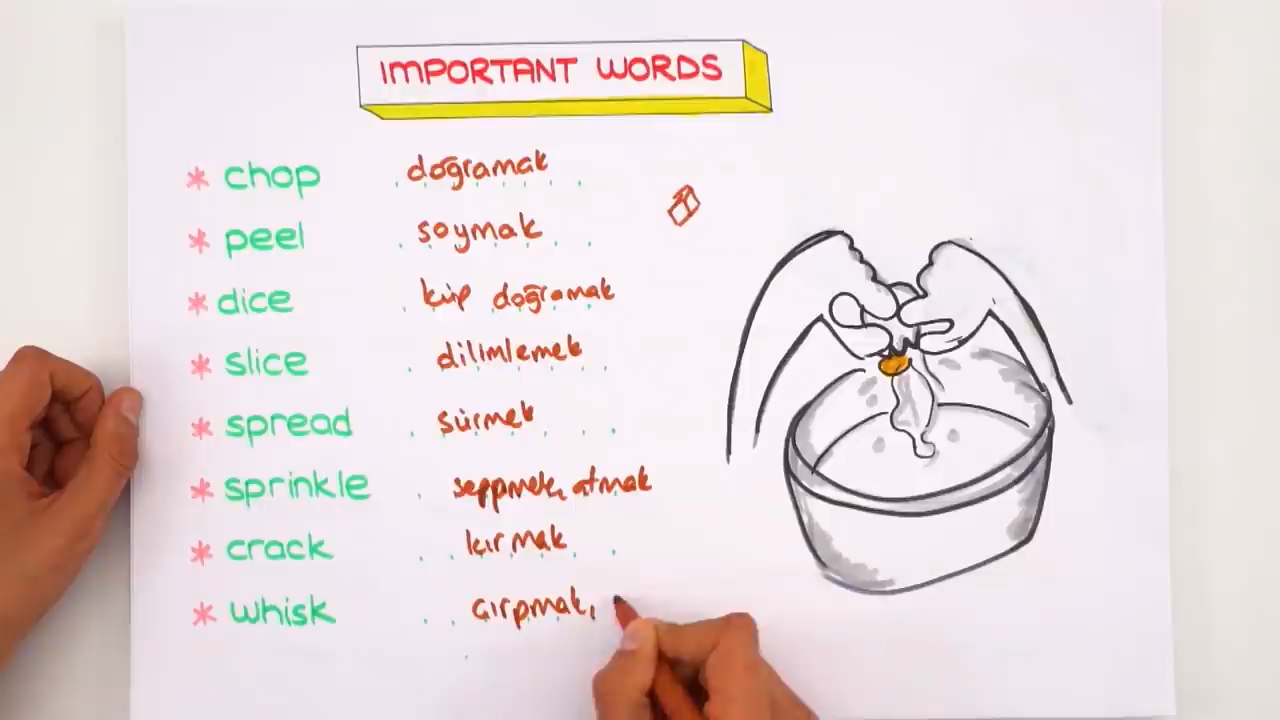 IMPORTANT WORDS
* chop doğramak
* peel soymak
* dice küp doğramak
* slice dilimlemek
* spread sürmek
* sprinkle seppmek, atmak
* crack kırmak
* whisk çırpmak,